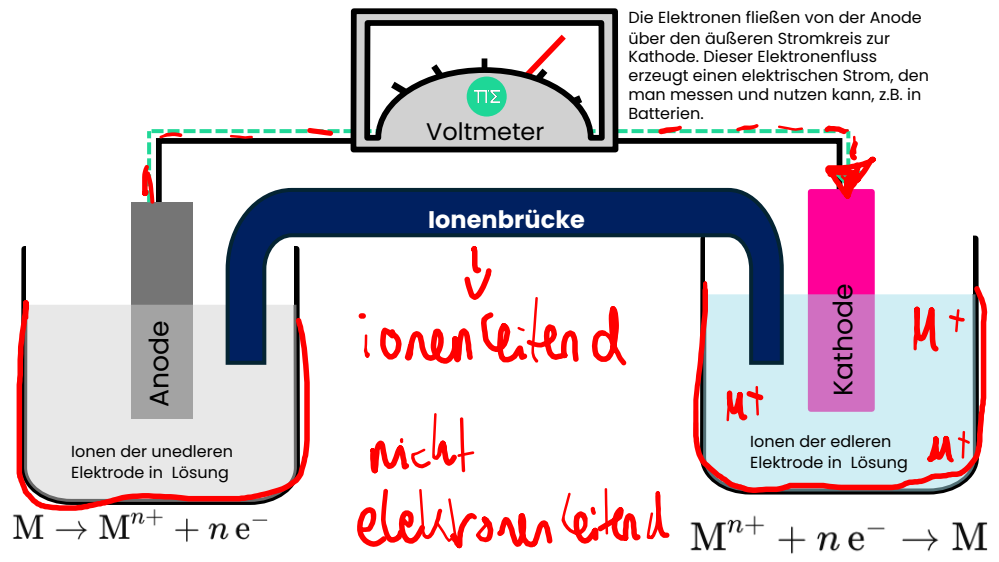 Die Elektronen fließen von der Anode
über den äußeren Stromkreis zur
Kathode. Dieser Elektronenfluss
erzeugt einen elektrischen Strom, den
man messen und nutzen kann, z.B. in
Batterien.
ΠΣ
Voltmeter
Ionenbrücke
ionenleitend
nicht
elektronenleitend
Anode
Ionen der unedleren
Elektrode in Lösung
M → Mⁿ⁺ + n e⁻
Kathode
M⁺
M⁺
M⁺
Ionen der edleren
Elektrode in Lösung
Mⁿ⁺ + n e⁻ → M